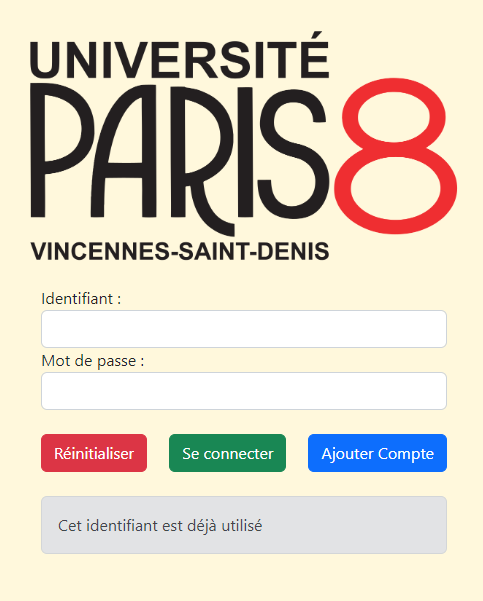 UNIVERSITÉ
PARIS8
VINCENNES-SAINT-DENIS
Identifiant :
Mot de passe :
Réinitialiser Se connecter Ajouter Compte
Cet identifiant est déjà utilisé